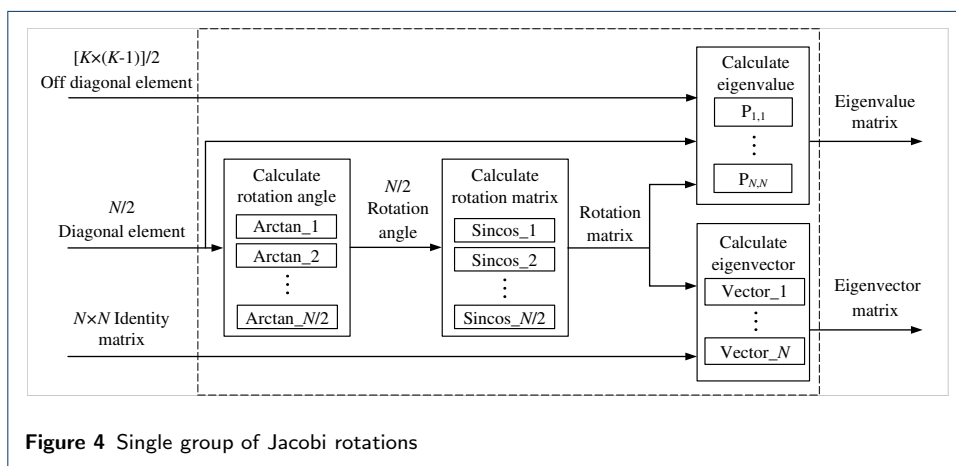 [K×(K-1)]/2
Off diagonal element
N/2
Diagonal element
N×N Identity
matrix
Calculate
rotation angle
Arctan_1
Arctan_2
⋮
Arctan_N/2
N/2
Rotation
angle
Calculate
rotation matrix
Sincos_1
Sincos_2
⋮
Sincos_N/2
Rotation
matrix
Calculate
eigenvalue
P1,1
⋮
PN,N
Calculate
eigenvector
Vector_1
⋮
Vector_N
Eigenvalue
matrix
Eigenvector
matrix
Figure 4 Single group of Jacobi rotations